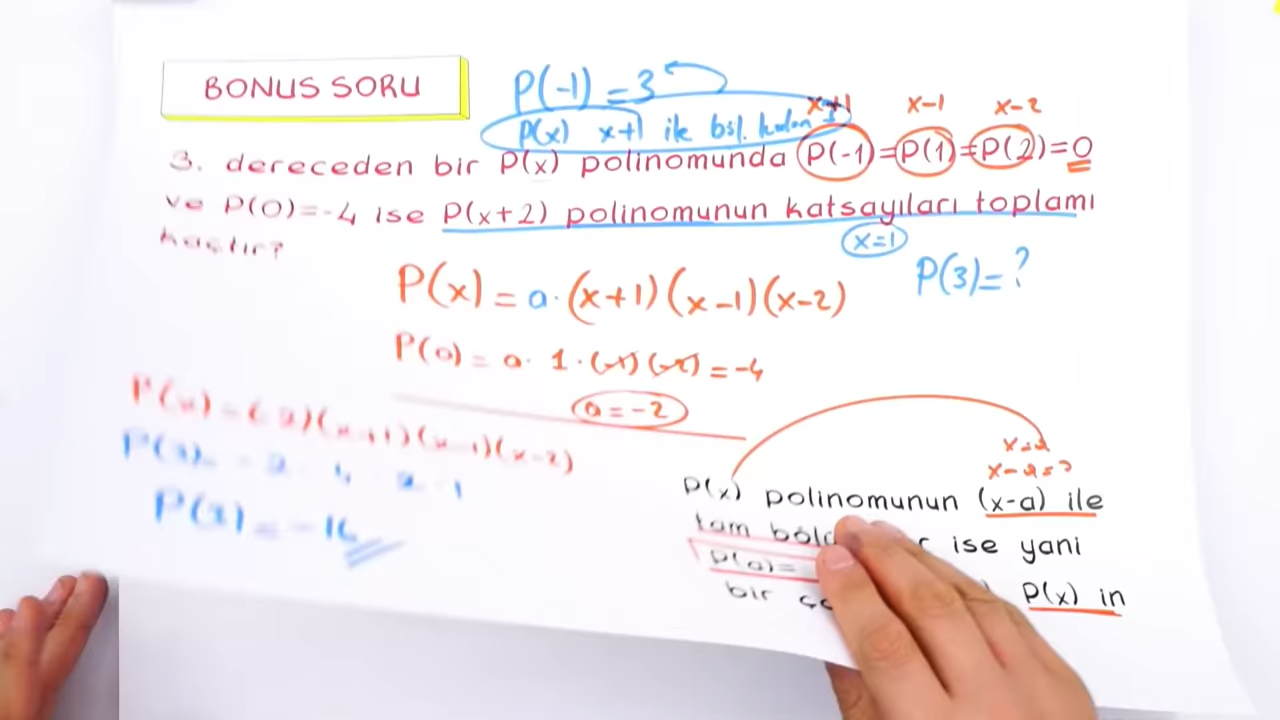 BONUS SORU
P(-1) = 3
P(x) x+1 ile böl. kalan
x+1 x-1 x-2
3. dereceden bir P(x) polinomunda P(-1)=P(1)=P(2)=0
ve P(0)=-4 ise P(x+2) polinomunun katsayıları toplamı
kaçtır?
x=1
P(3)=?
P(x) = a·(x+1)(x-1)(x-2)
P(0) = a· 1·(-1)(-2) = -4
a = -2
P(x) = (-2)(x+1)(x-1)(x-2)
P(3) = -2 4 2 1
P(3) = -16
P(x) polinomunun (x-a) ile
tam ise yani
P(a)=
bir P(x) in